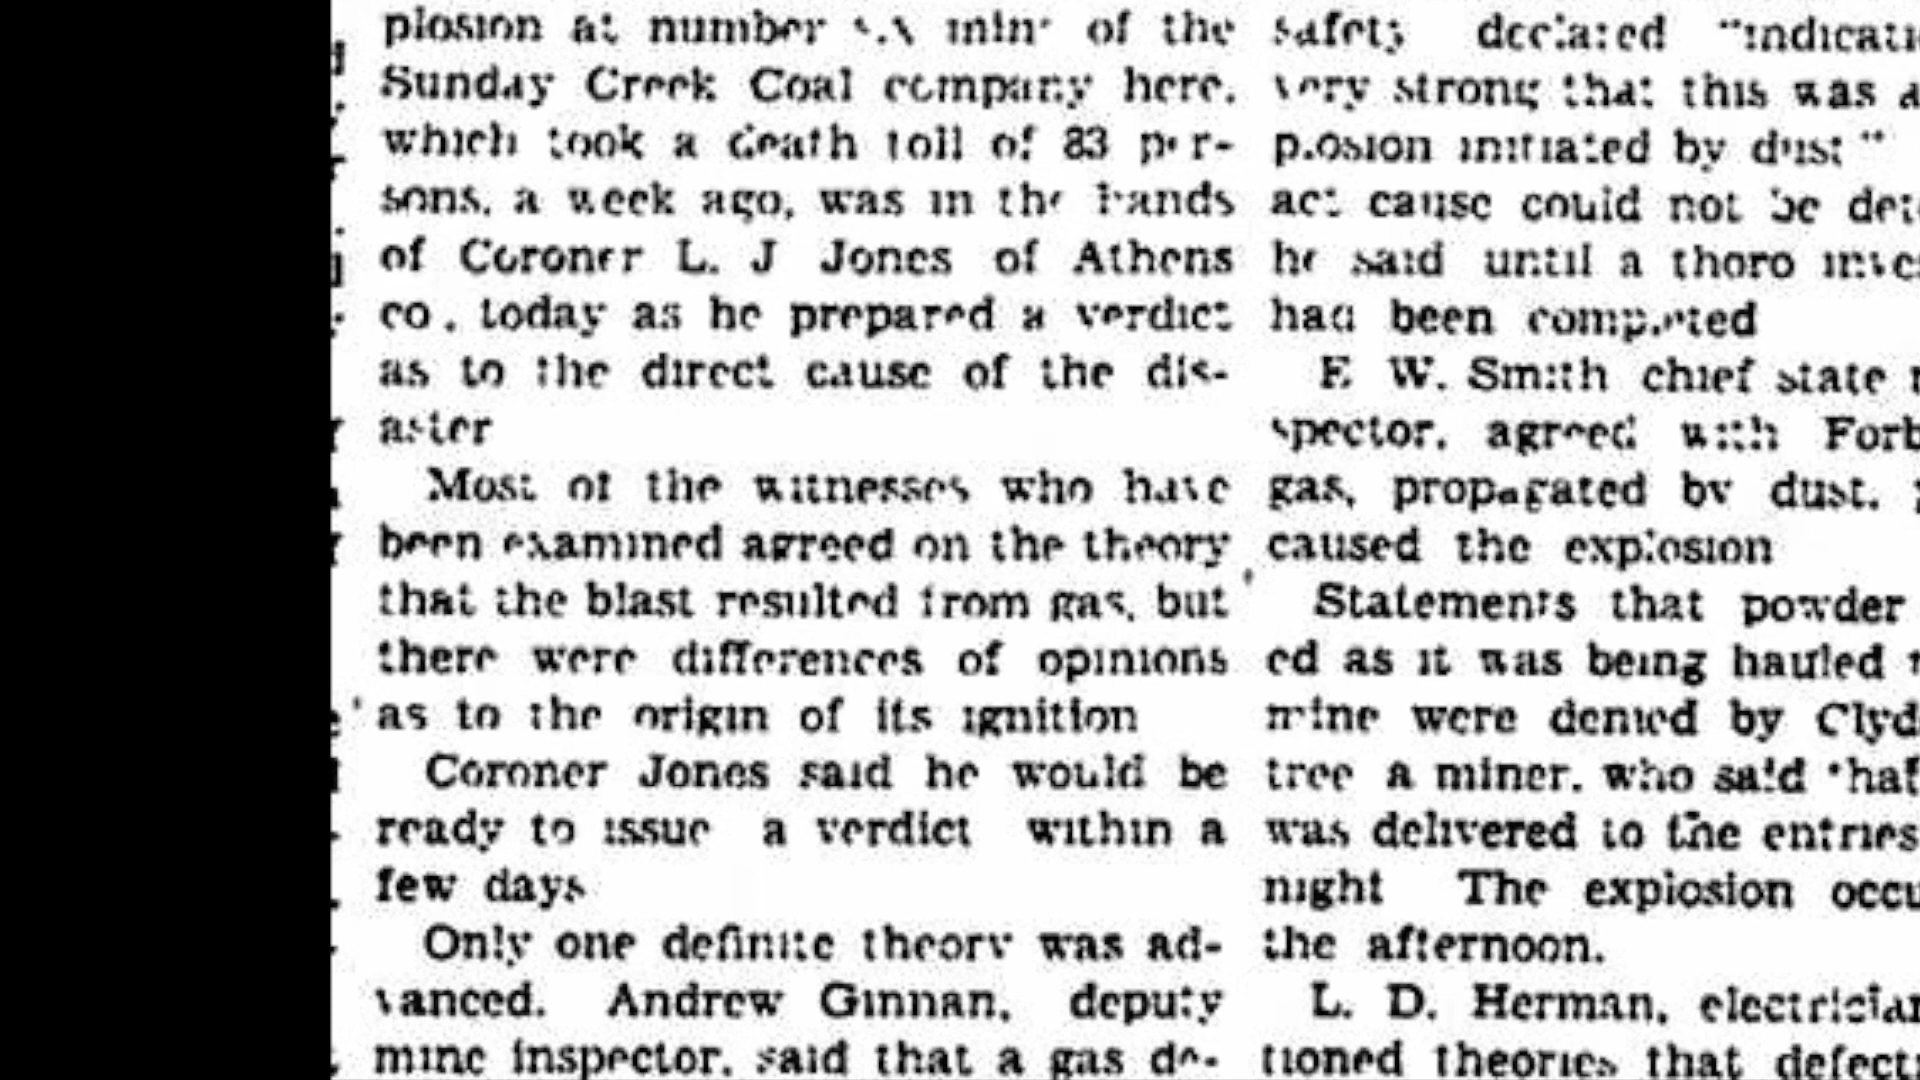 plosion at number six mine of the
Sunday Creek Coal company here,
which took a death toll of 83 per-
sons, a week ago, was in the hands
of Coroner L. J Jones of Athens
co., today as he prepared a verdict
as to the direct cause of the dis-
aster
Most of the witnesses who have
been examined agreed on the theory
that the blast resulted from gas, but
there were differences of opinions
as to the origin of its ignition
Coroner Jones said he would be
ready to issue a verdict within a
few days
Only one definite theory was ad-
vanced. Andrew Ginnan, deputy
mine inspector, said that a gas de-
safety declared "indicati
very strong that this was a
plosion initiated by dust"
act cause could not be det
he said until a thoro inve
had been completed
E. W. Smith chief state
spector, agreed with Forb
gas, propagated by dust,
caused the explosion
Statements that powder
ed as it was being hauled
mine were denied by Clyd
tree a miner, who said that
was delivered to the entries
night The explosion occu
the afternoon.
L. D. Herman, electrician
tioned theories that defect